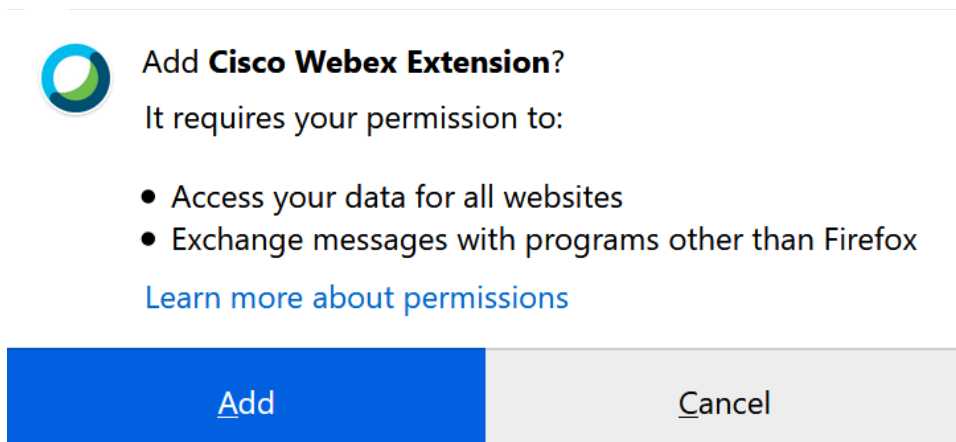 Add Cisco Webex Extension?
It requires your permission to:
• Access your data for all websites
• Exchange messages with programs other than Firefox
Learn more about permissions
Add
Cancel